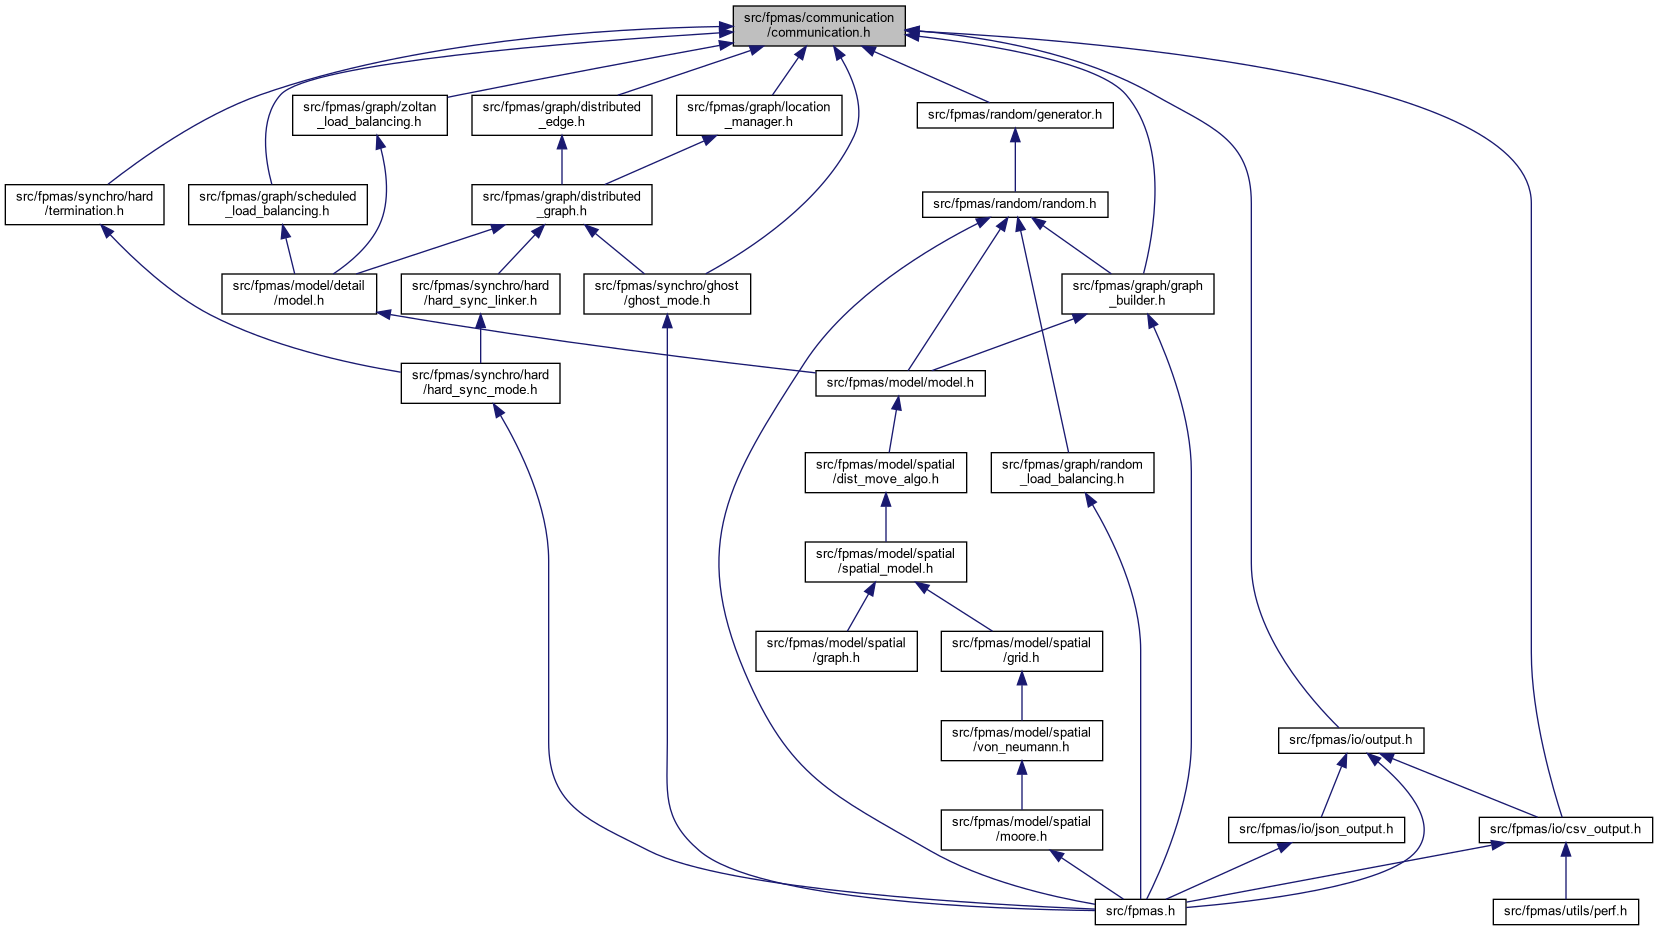 src/fpmas/communication
/communication.h
src/fpmas/graph/zoltan
_load_balancing.h
src/fpmas/graph/distributed
_edge.h
src/fpmas/graph/location
_manager.h
src/fpmas/random/generator.h
src/fpmas/synchro/hard
/termination.h
src/fpmas/graph/scheduled
_load_balancing.h
src/fpmas/graph/distributed
_graph.h
src/fpmas/random/random.h
src/fpmas/model/detail
/model.h
src/fpmas/synchro/hard
/hard_sync_linker.h
src/fpmas/synchro/ghost
/ghost_mode.h
src/fpmas/graph/graph
_builder.h
src/fpmas/synchro/hard
/hard_sync_mode.h
src/fpmas/model/model.h
src/fpmas/model/spatial
/dist_move_algo.h
src/fpmas/graph/random
_load_balancing.h
src/fpmas/model/spatial
/spatial_model.h
src/fpmas/model/spatial
/graph.h
src/fpmas/model/spatial
/grid.h
src/fpmas/model/spatial
/von_neumann.h
src/fpmas/io/output.h
src/fpmas/model/spatial
/moore.h
src/fpmas/io/json_output.h
src/fpmas/io/csv_output.h
src/fpmas.h
src/fpmas/utils/perf.h